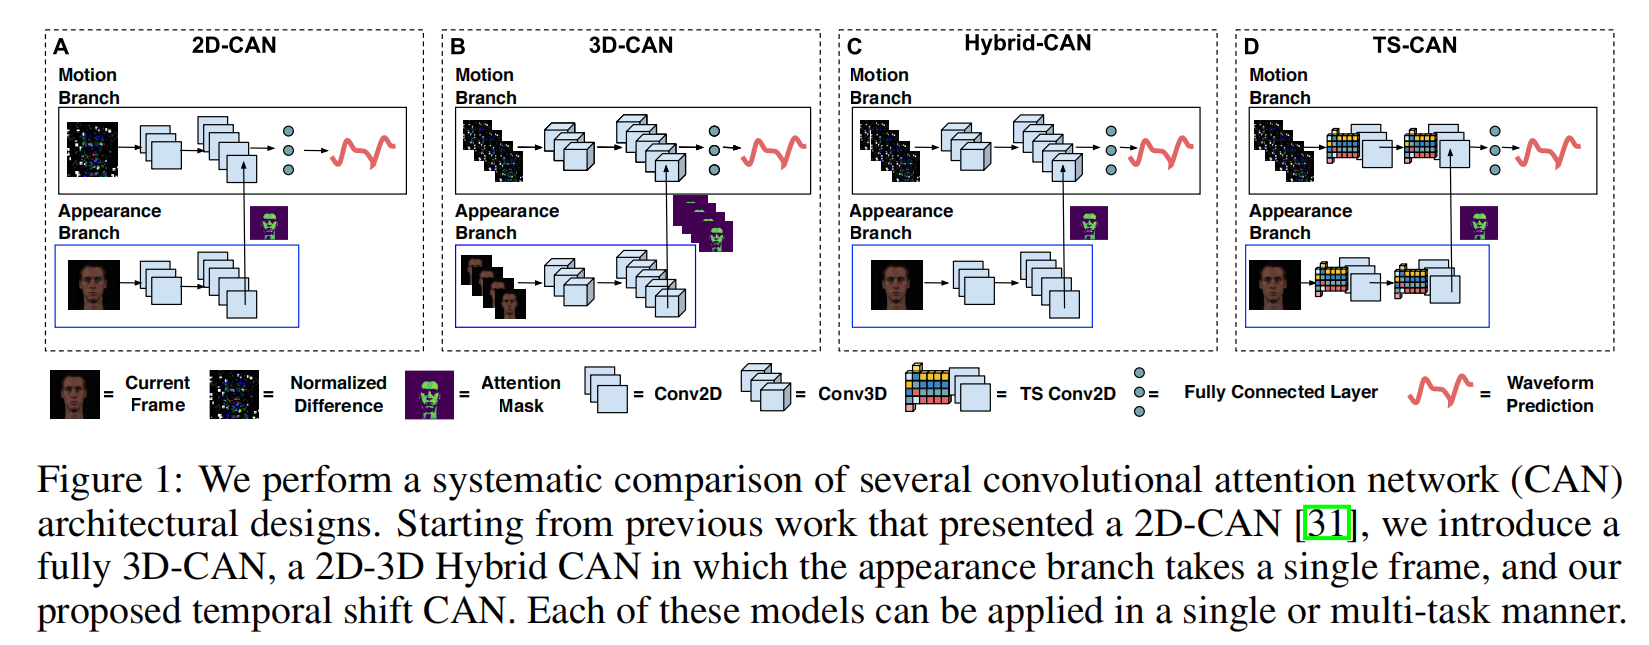 A 2D-CAN
Motion
Branch
Appearance
Branch
B 3D-CAN
Motion
Branch
Appearance
Branch
C Hybrid-CAN
Motion
Branch
Appearance
Branch
D TS-CAN
Motion
Branch
Appearance
Branch
= Current
Frame
= Normalized
Difference
= Attention
Mask
= Conv2D
= Conv3D
= TS Conv2D
= Fully Connected Layer
= Waveform
Prediction
Figure 1: We perform a systematic comparison of several convolutional attention network (CAN)
architectural designs. Starting from previous work that presented a 2D-CAN [31], we introduce a
fully 3D-CAN, a 2D-3D Hybrid CAN in which the appearance branch takes a single frame, and our
proposed temporal shift CAN. Each of these models can be applied in a single or multi-task manner.